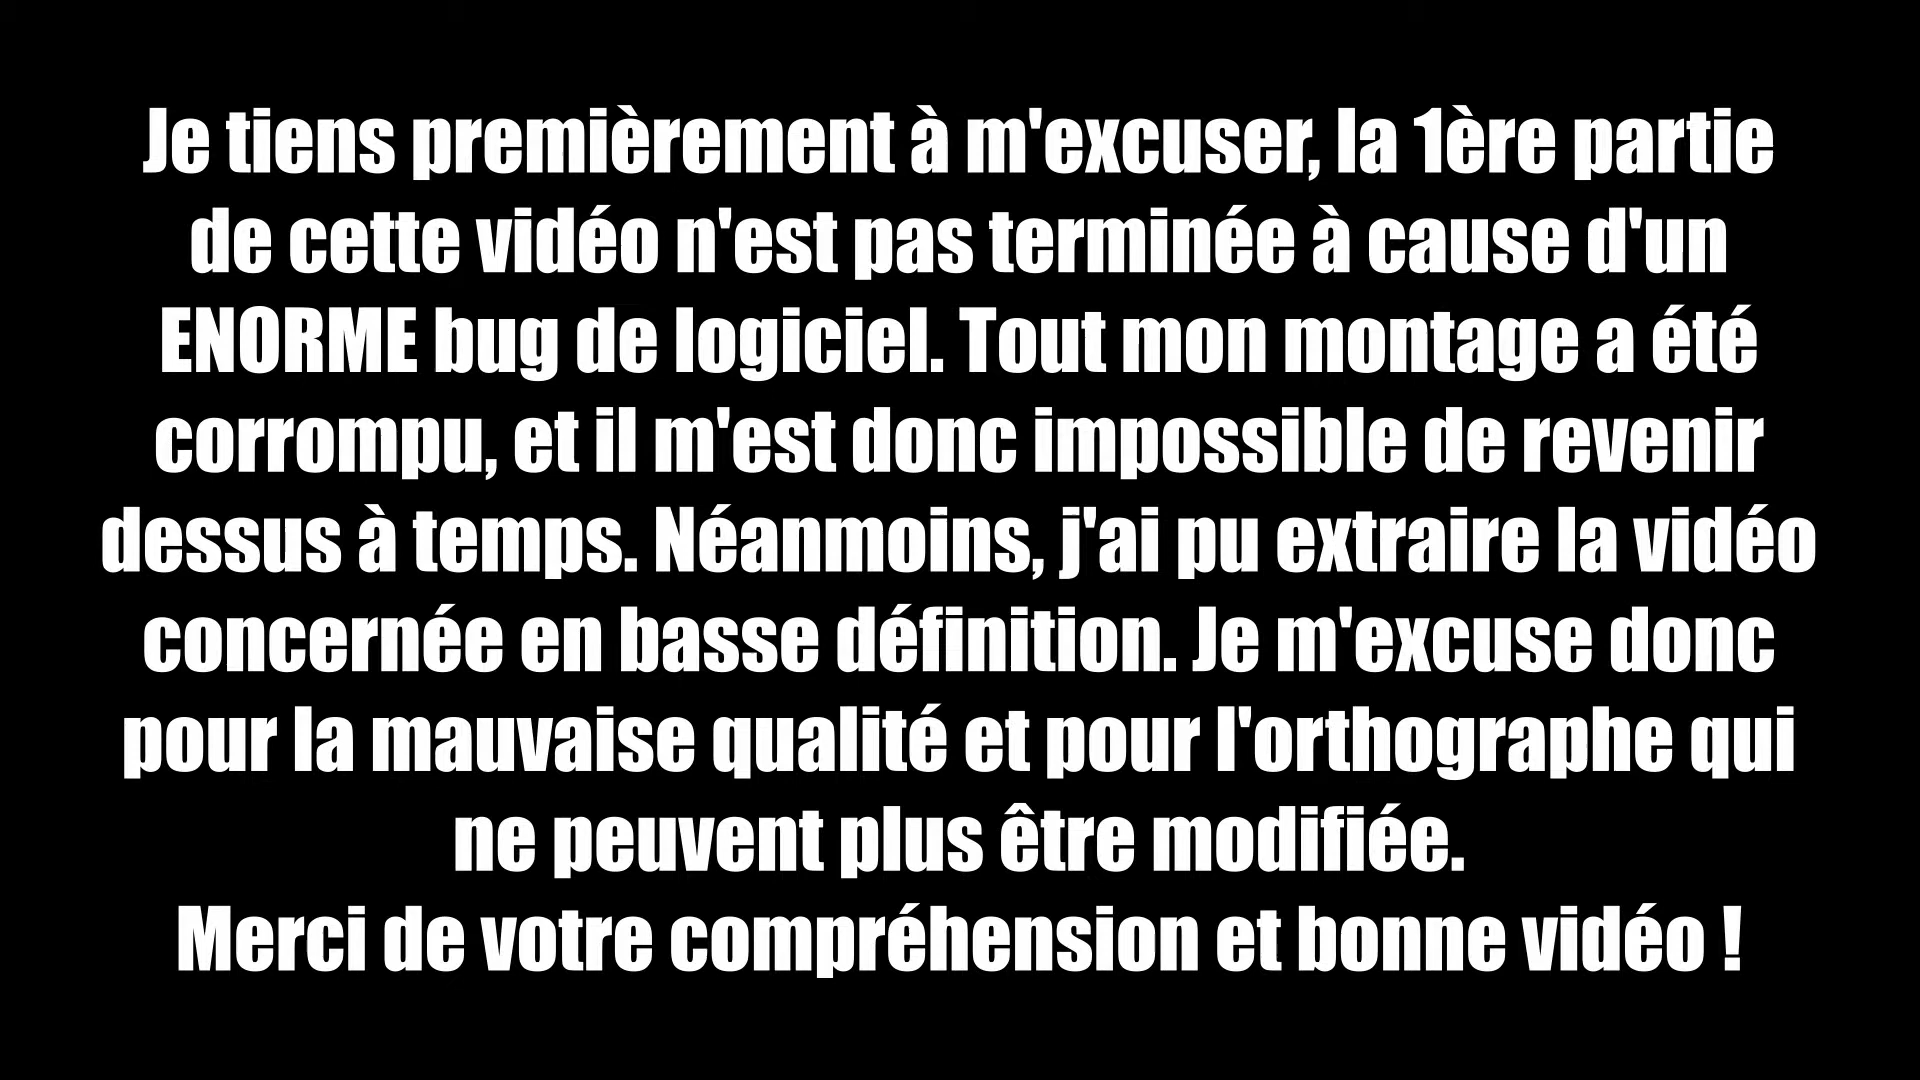 Je tiens premièrement à m'excuser, la 1ère partie
de cette vidéo n'est pas terminée à cause d'un
ENORME bug de logiciel. Tout mon montage a été
corrompu, et il m'est donc impossible de revenir
dessus à temps. Néanmoins, j'ai pu extraire la vidéo
concernée en basse définition. Je m'excuse donc
pour la mauvaise qualité et pour l'orthographe qui
ne peuvent plus être modifiée.
Merci de votre compréhension et bonne vidéo !